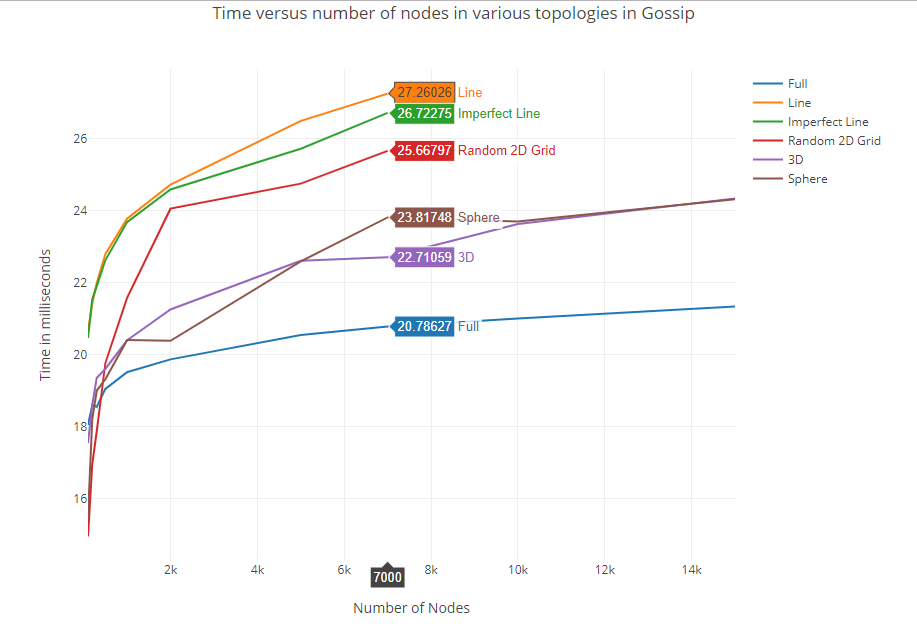 Time versus number of nodes in various topologies in Gossip
27.26026 Line
26.72275 Imperfect Line
25.66797 Random 2D Grid
23.81748 Sphere
22.71059 3D
20.78627 Full
Full
Line
Imperfect Line
Random 2D Grid
3D
Sphere
Time in milliseconds
26
24
22
20
18
16
2k 4k 6k 7000 8k 10k 12k 14k
Number of Nodes